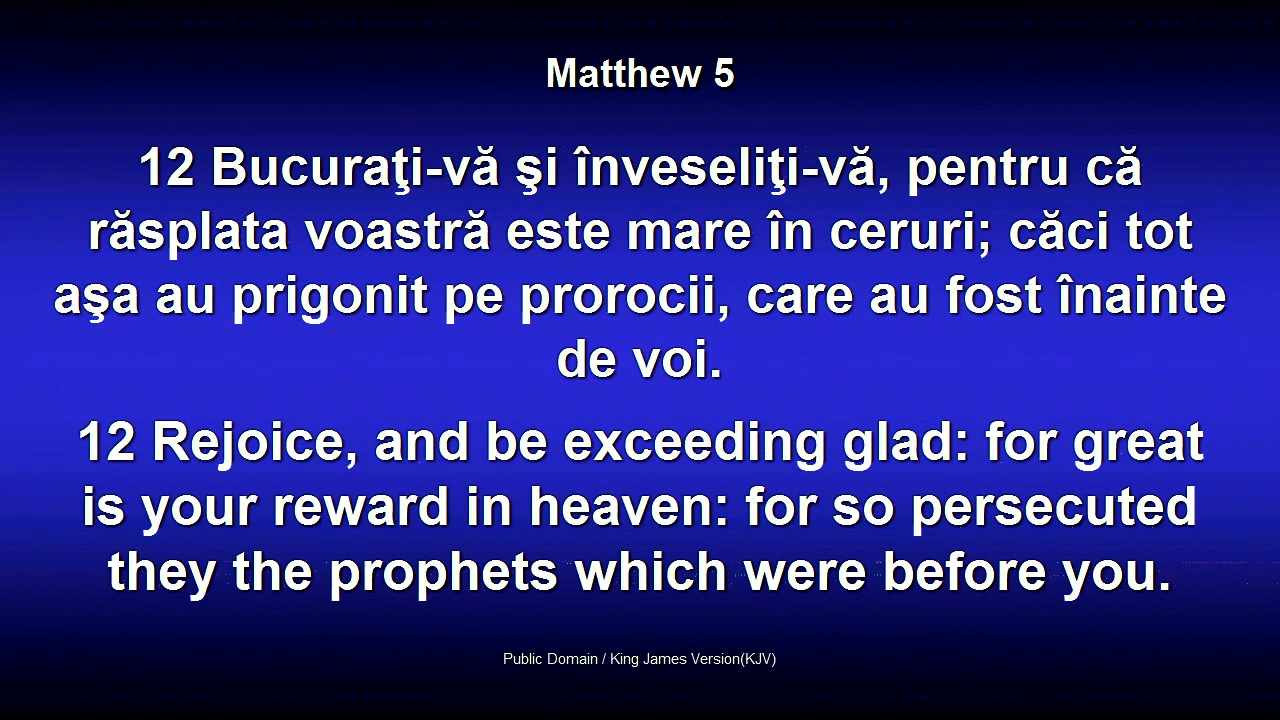 Matthew 5
12 Bucuraţi-vă şi înveseliţi-vă, pentru că
răsplata voastră este mare în ceruri; căci tot
aşa au prigonit pe prorocii, care au fost înainte
de voi.
12 Rejoice, and be exceeding glad: for great
is your reward in heaven: for so persecuted
they the prophets which were before you.
Public Domain / King James Version(KJV)